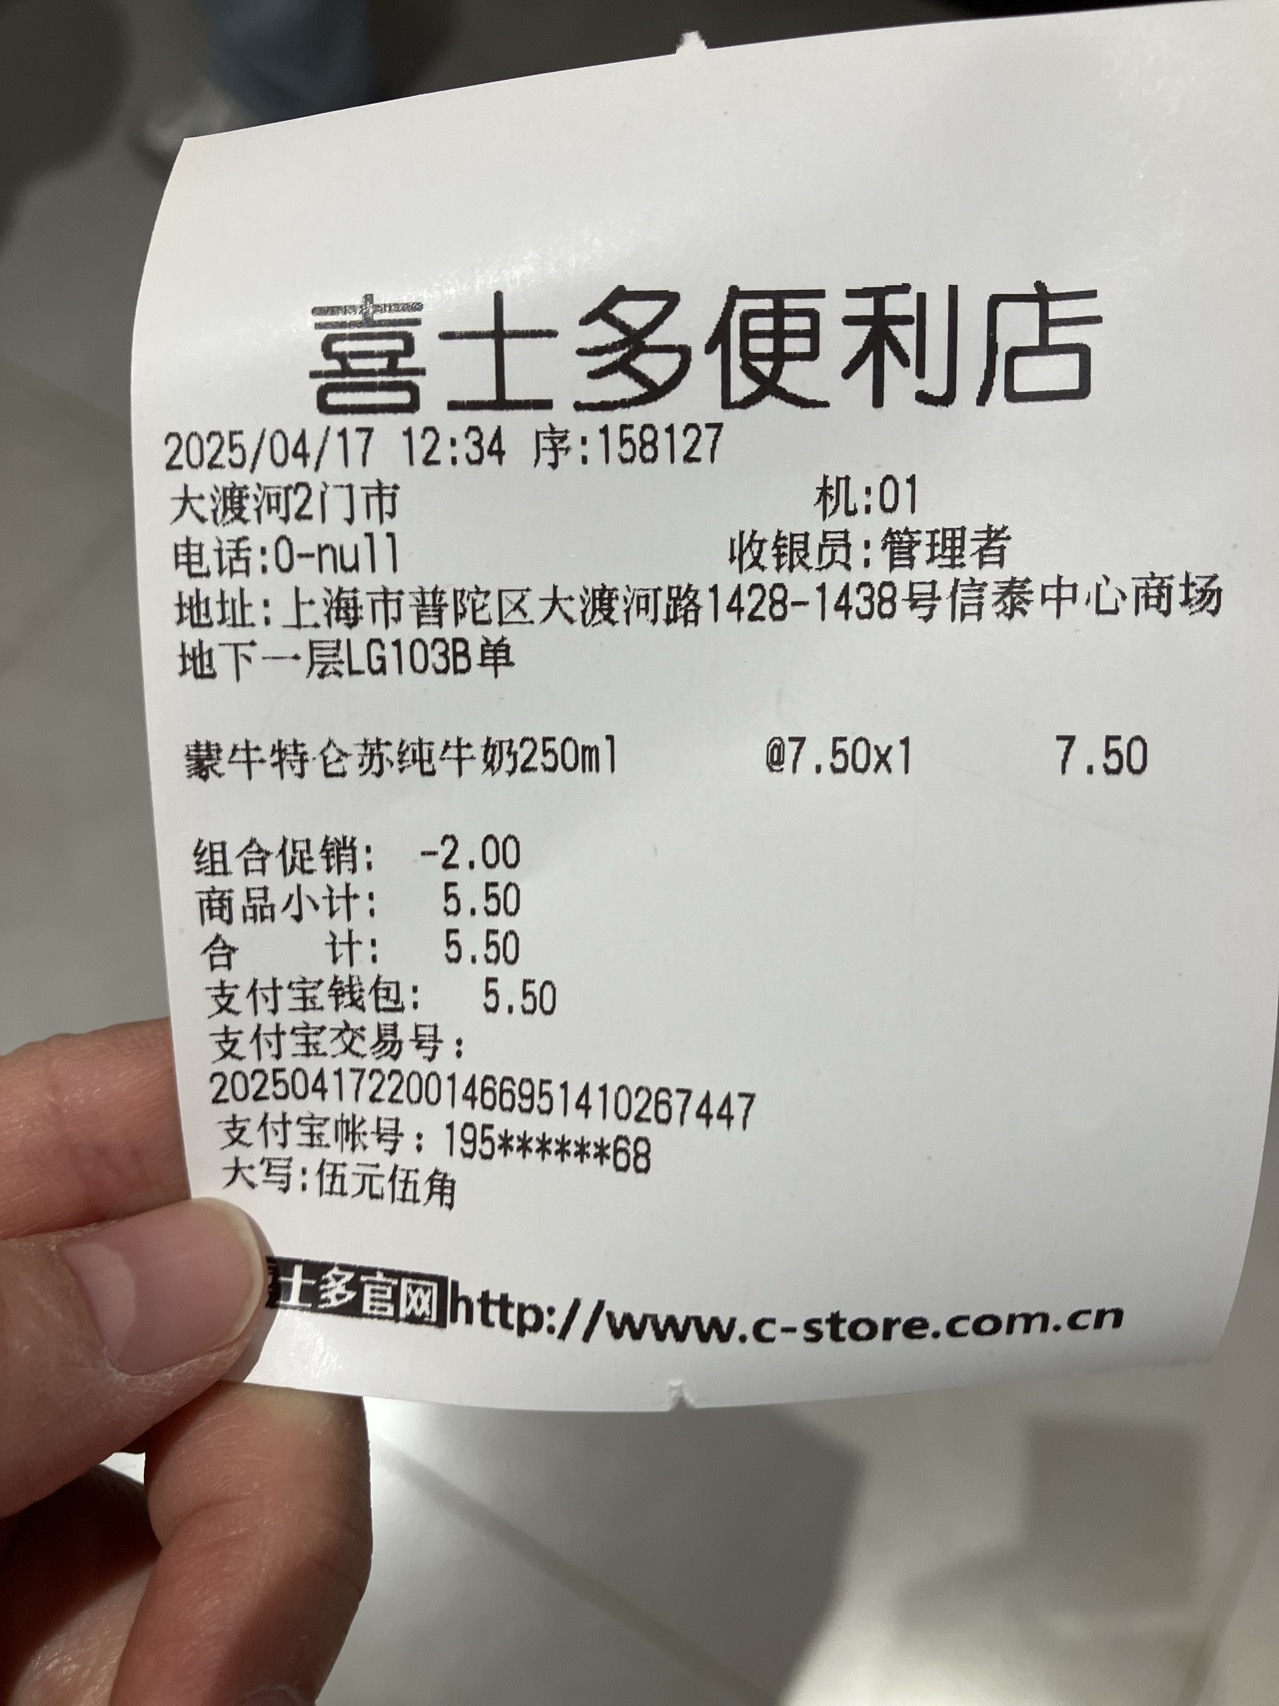 喜士多便利店
2025/04/17 12:34 序:158127
大渡河2门市 机:01
电话:0-null 收银员:管理者
地址:上海市普陀区大渡河路1428-1438号信泰中心商场
地下一层LG103B单
蒙牛特仑苏纯牛奶250ml @7.50x1 7.50
组合促销: -2.00
商品小计: 5.50
合 计: 5.50
支付宝钱包: 5.50
支付宝交易号:
2025041722001466951410267447
支付宝帐号:195******68
大写:伍元伍角
士多官网http://www.c-store.com.cn